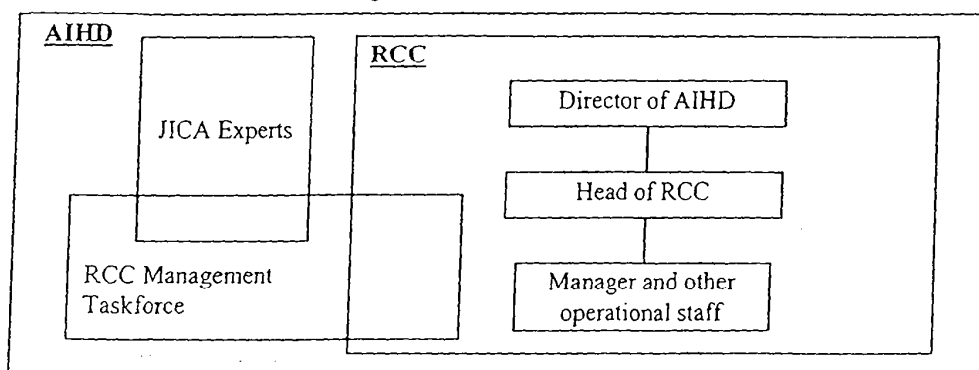 AIHD
RCC
JICA Experts
Director of AIHD
Head of RCC
RCC Management
Taskforce
Manager and other
operational staff